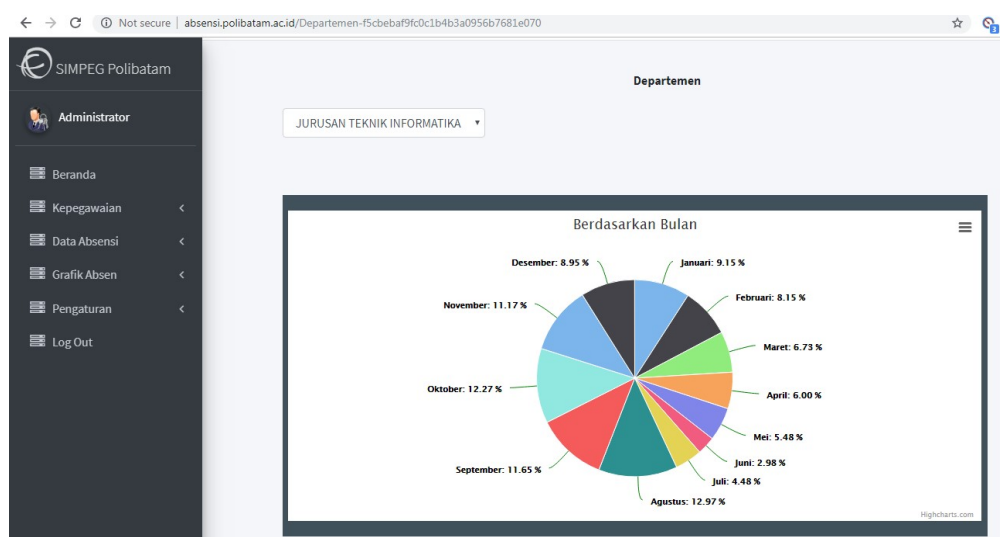 Not secure | absensi.polibatam.ac.id/Departemen-f5cbebaf9fc0c1b4b3a0956b7681e070
3
SIMPEG Polibatam
Administrator
Beranda
Kepegawaian
Data Absensi
Grafik Absen
Pengaturan
Log Out
Departemen
JURUSAN TEKNIK INFORMATIKA
Berdasarkan Bulan
Desember: 8.95 %
Januari: 9.15 %
November: 11.17 %
Februari: 8.15 %
Maret: 6.73 %
Oktober: 12.27 %
April: 6.00 %
Mei: 5.48 %
September: 11.65 %
Juni: 2.98 %
Juli: 4.48 %
Agustus: 12.97 %
Highcharts.com